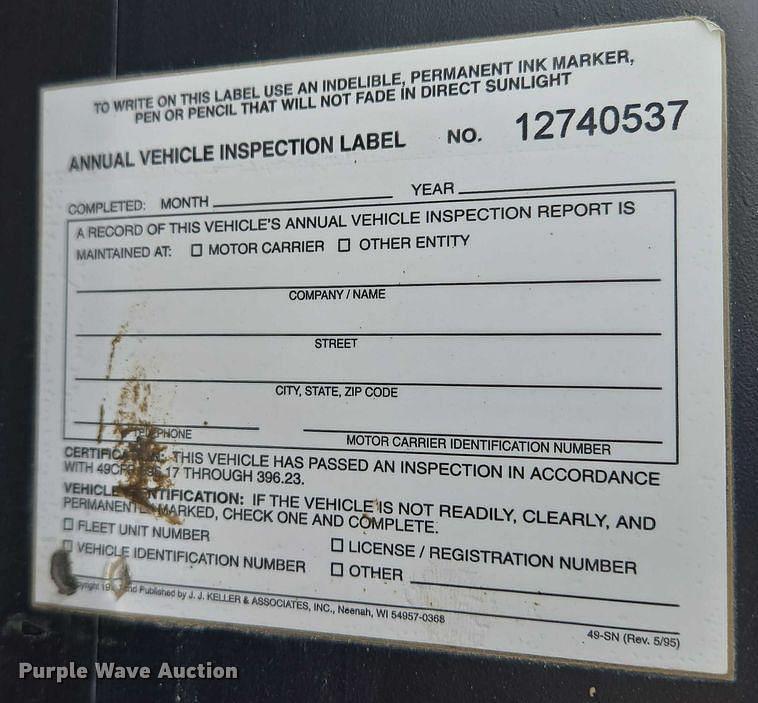 TO WRITE ON THIS LABEL USE AN INDELIBLE, PERMANENT INK MARKER,
PEN OR PENCIL THAT WILL NOT FADE IN DIRECT SUNLIGHT
ANNUAL VEHICLE INSPECTION LABEL NO. 12740537
COMPLETED: MONTH YEAR
A RECORD OF THIS VEHICLE'S ANNUAL VEHICLE INSPECTION REPORT IS
MAINTAINED AT: ☐ MOTOR CARRIER ☐ OTHER ENTITY
COMPANY / NAME
STREET
CITY, STATE, ZIP CODE
MOTOR CARRIER IDENTIFICATION NUMBER
THIS VEHICLE HAS PASSED AN INSPECTION IN ACCORDANCE
WITH THROUGH 396.23.
IF THE VEHICLE IS NOT READILY, CLEARLY, AND
MARKED, CHECK ONE AND COMPLETE.
☐ FLEET UNIT NUMBER ☐ LICENSE / REGISTRATION NUMBER
☐ VEHICLE IDENTIFICATION NUMBER ☐ OTHER
Published by J. J. KELLER & ASSOCIATES, INC., Neenah, WI 54957-0368
49-SN (Rev. 5/95)
Purple Wave Auction